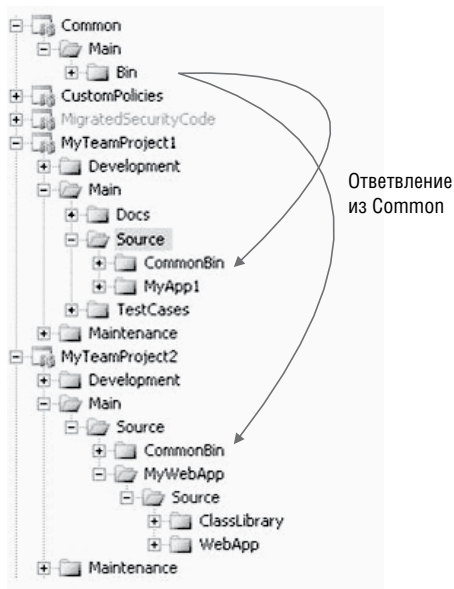 Common
Main
Bin
CustomPolicies
MigratedSecurityCode
MyTeamProject1
Development
Main
Docs
Source
CommonBin
MyApp1
TestCases
Maintenance
MyTeamProject2
Development
Main
Source
CommonBin
MyWebApp
Source
ClassLibrary
WebApp
Maintenance
Ответвление
из Common